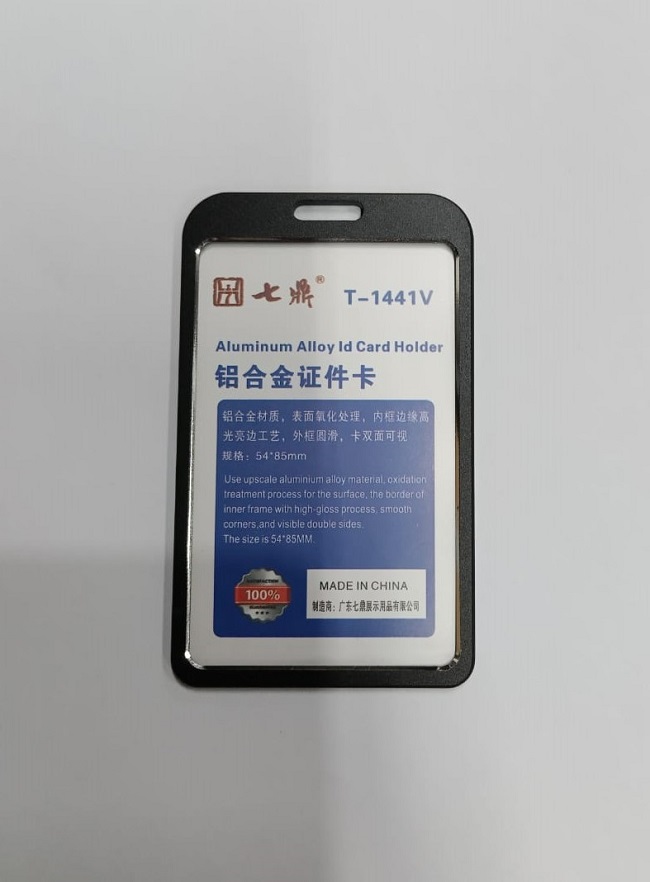 七鼎® T-1441V
Aluminum Alloy Id Card Holder
铝合金证件卡
铝合金材质，表面氧化处理，内框边缘高
光亮边工艺，外框圆滑，卡双面可视
规格：54*85mm
Use upscale aluminium alloy material, oxidation
treatment process for the surface, the border of
inner frame with high-gloss process, smooth
corners,and visible double sides.
The size is 54*85MM.
SATISFACTION
100%
GUARANTEED
MADE IN CHINA
制造商：广东七鼎展示用品有限公司